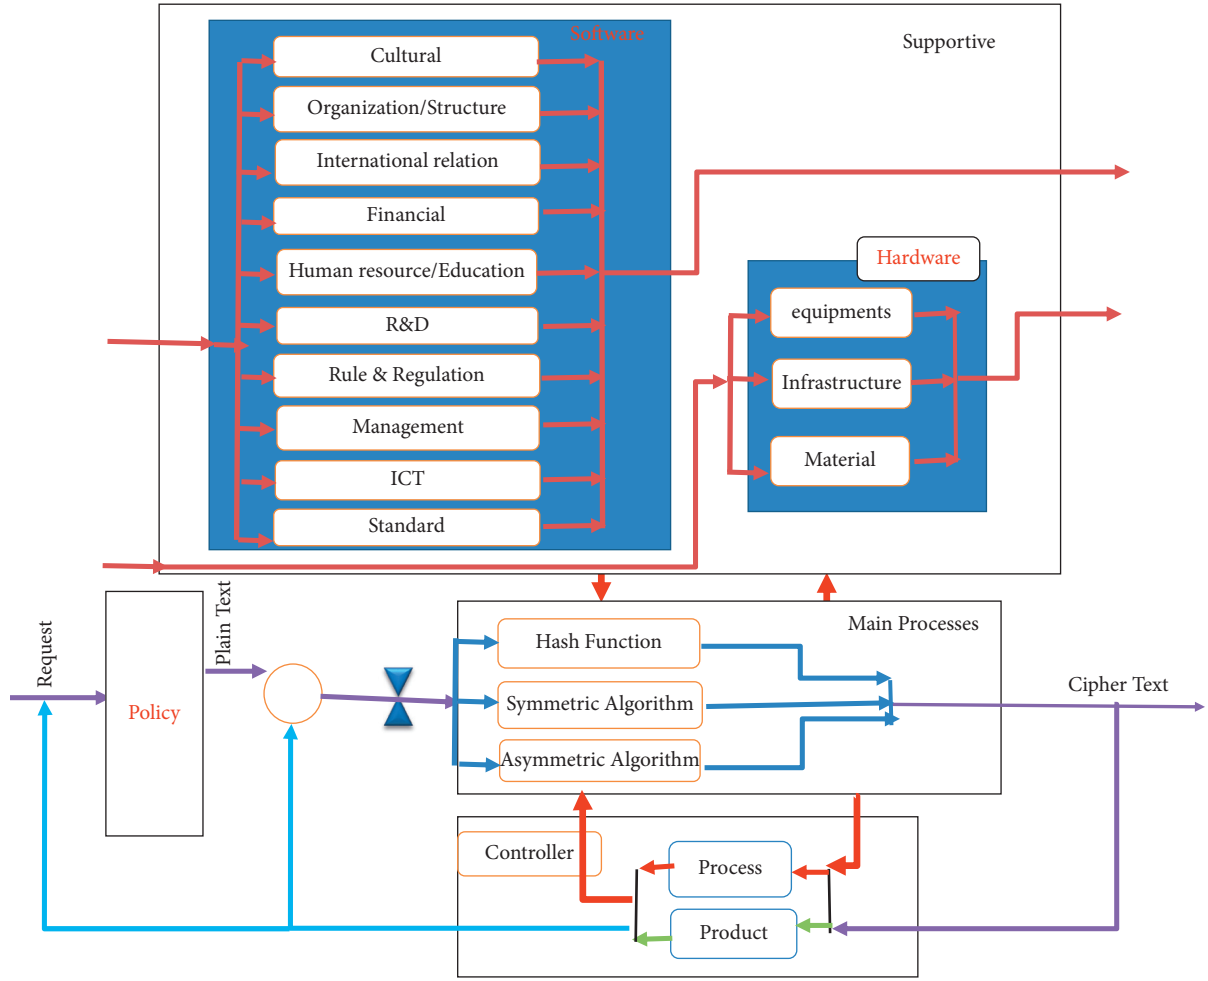 Software
Supportive
Cultural
Organization/Structure
International relation
Financial
Human resource/Education
R&D
Rule & Regulation
Management
ICT
Standard
Hardware
equipments
Infrastructure
Material
Request
Policy
Plain Text
Main Processes
Hash Function
Symmetric Algorithm
Asymmetric Algorithm
Cipher Text
Controller
Process
Product